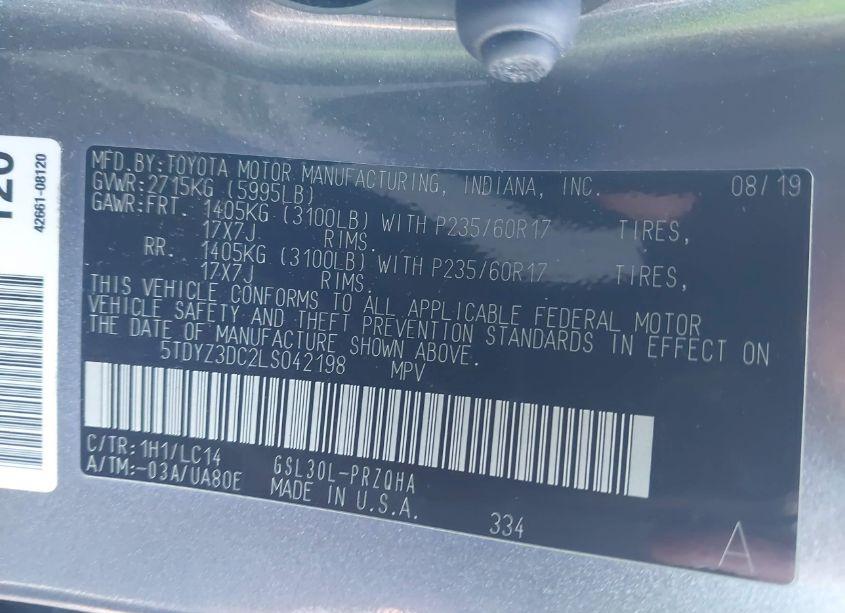 42661-08120
MFD.BY:TOYOTA MOTOR MANUFACTURING, INDIANA, INC. 08/19
GVWR:2715KG (5995LB)
GAWR:FRT. 1405KG (3100LB) WITH P235/60R17 TIRES,
17X7J RIMS.
RR. 1405KG (3100LB) WITH P235/60R17 TIRES,
17X7J RIMS.
THIS VEHICLE CONFORMS TO ALL APPLICABLE FEDERAL MOTOR
VEHICLE SAFETY AND THEFT PREVENTION STANDARDS IN EFFECT ON
THE DATE OF MANUFACTURE SHOWN ABOVE.
5TDYZ3DC2LS042198 MPV
C/TR:1H1/LC14 GSL30L-PRZQHA
A/TM:-03A/UA80E MADE IN U.S.A.
334
A